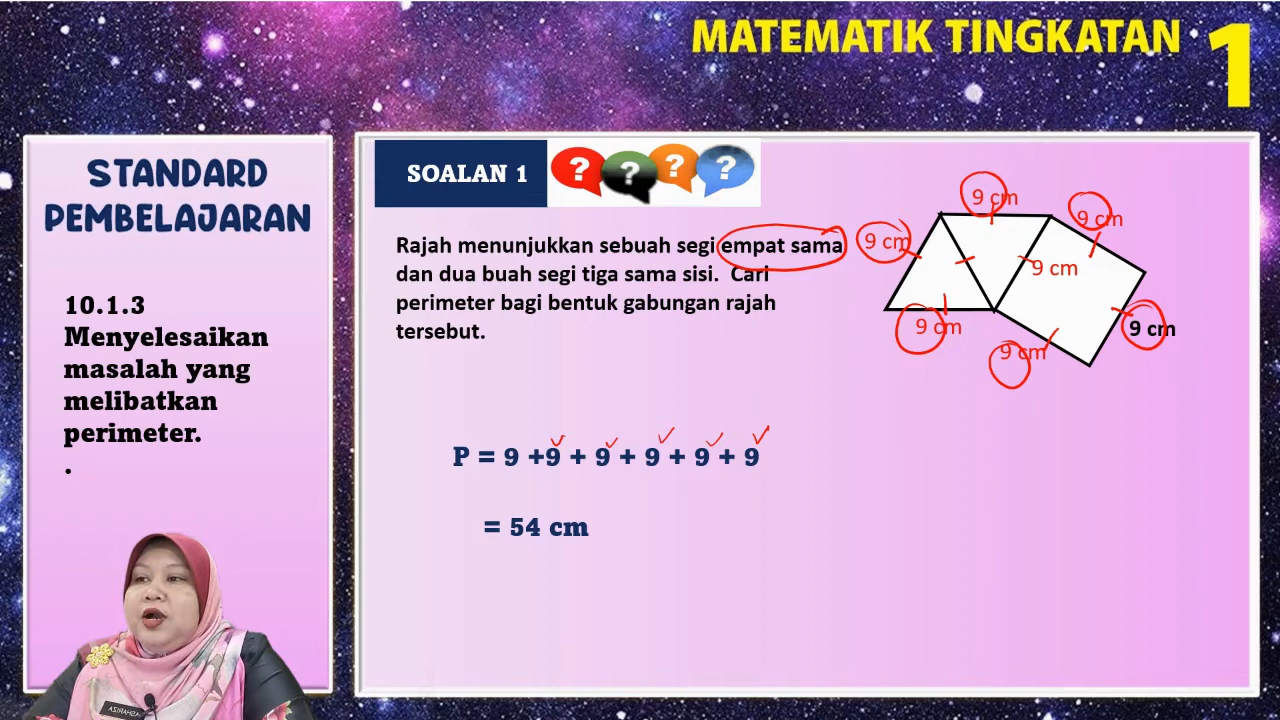 MATEMATIK TINGKATAN 1
STANDARD
PEMBELAJARAN
10.1.3
Menyelesaikan
masalah yang
melibatkan
perimeter.
.
SOALAN 1
? ? ? ?
Rajah menunjukkan sebuah segi empat sama
dan dua buah segi tiga sama sisi. Cari
perimeter bagi bentuk gabungan rajah
tersebut.
9 cm
9 cm
9 cm
9 cm
9 cm
9 cm
9 cm
P = 9 +9 + 9 + 9 + 9 + 9
= 54 cm